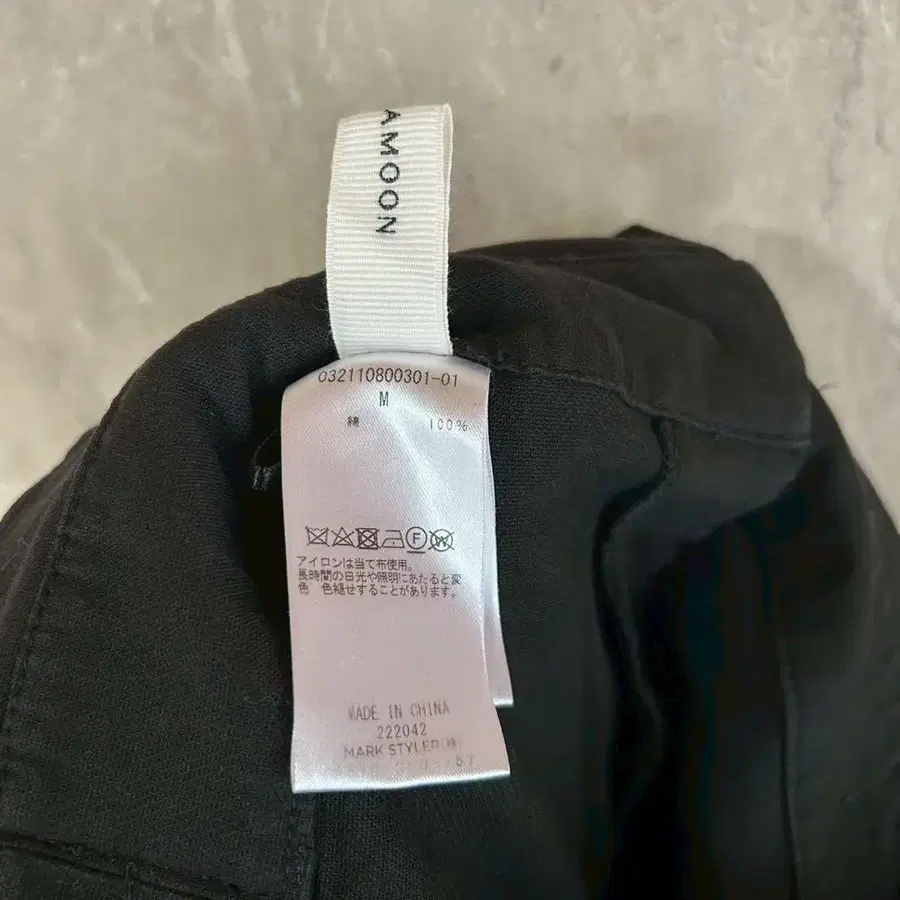 AMOON
032110800301-01
M
綿 100%
F W
アイロンは当て布使用。
長時間の日光や照明にあたると変
色 色褪せすることがあります。
MADE IN CHINA
222042
MARK STYLER㈱